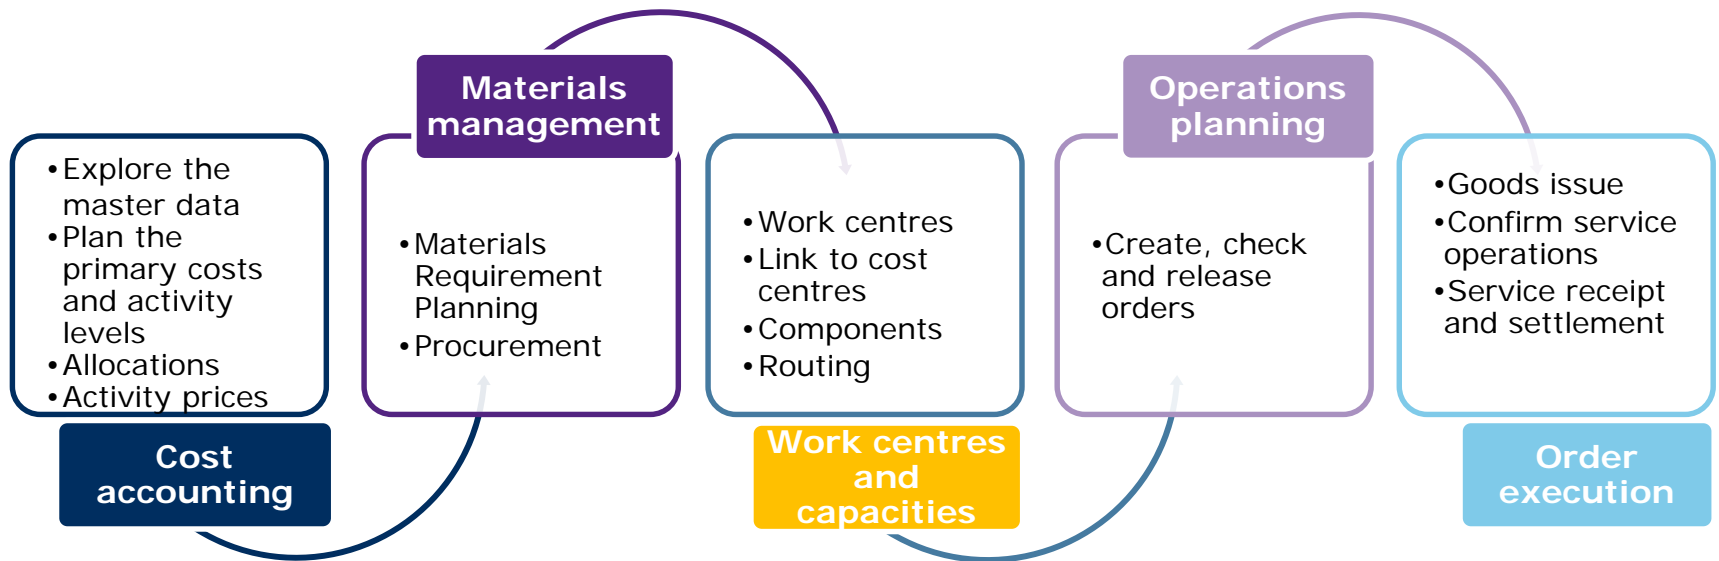 •Explore the
master data
•Plan the
primary costs
and activity
levels
•Allocations
•Activity prices
Cost
accounting
Materials
management
•Materials
Requirement
Planning
•Procurement
•Work centres
•Link to cost
centres
•Components
•Routing
Work centres
and
capacities
Operations
planning
•Create, check
and release
orders
•Goods issue
•Confirm service
operations
•Service receipt
and settlement
Order
execution